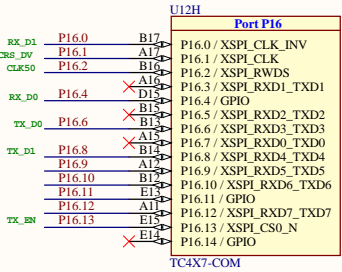 U12H
Port P16
RX_D1 P16.0 B17 P16.0 / XSPI_CLK_INV
CRS_DV P16.1 A17 P16.1 / XSPI_CLK
CLK50 P16.2 B16 P16.2 / XSPI_RWDS
A16 P16.3 / XSPI_RXD1_TXD1
RX_D0 P16.4 D15 P16.4 / GPIO
B15 P16.5 / XSPI_RXD2_TXD2
TX_D0 P16.6 B13 P16.6 / XSPI_RXD3_TXD3
A15 P16.7 / XSPI_RXD0_TXD0
TX_D1 P16.8 B14 P16.8 / XSPI_RXD4_TXD4
P16.9 A12 P16.9 / XSPI_RXD5_TXD5
P16.10 B12 P16.10 / XSPI_RXD6_TXD6
P16.11 E13 P16.11 / GPIO
P16.12 A11 P16.12 / XSPI_RXD7_TXD7
TX_EN P16.13 E15 P16.13 / XSPI_CS0_N
E14 P16.14 / GPIO
TC4X7-COM